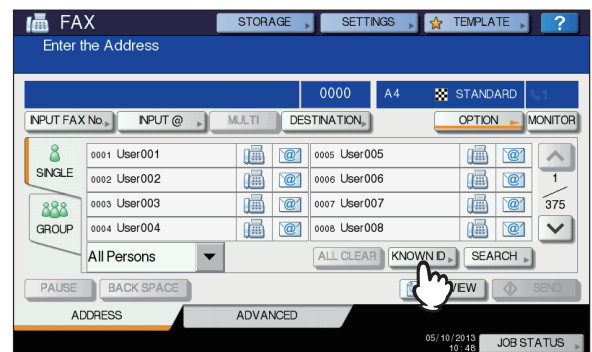 FAX STORAGE SETTINGS TEMPLATE ?
Enter the Address
0000 A4 STANDARD 1
INPUT FAX No. INPUT @ MULTI DESTINATION OPTION MONITOR
SINGLE
GROUP
0001 User001 @ 0005 User005 @
0002 User002 @ 0006 User006 @
0003 User003 @ 0007 User007 @
0004 User004 @ 0008 User008 @
1
375
All Persons ALL CLEAR KNOWN ID SEARCH
PAUSE BACK SPACE VIEW SEND
ADDRESS ADVANCED
05/10/2013
10:48 JOB STATUS